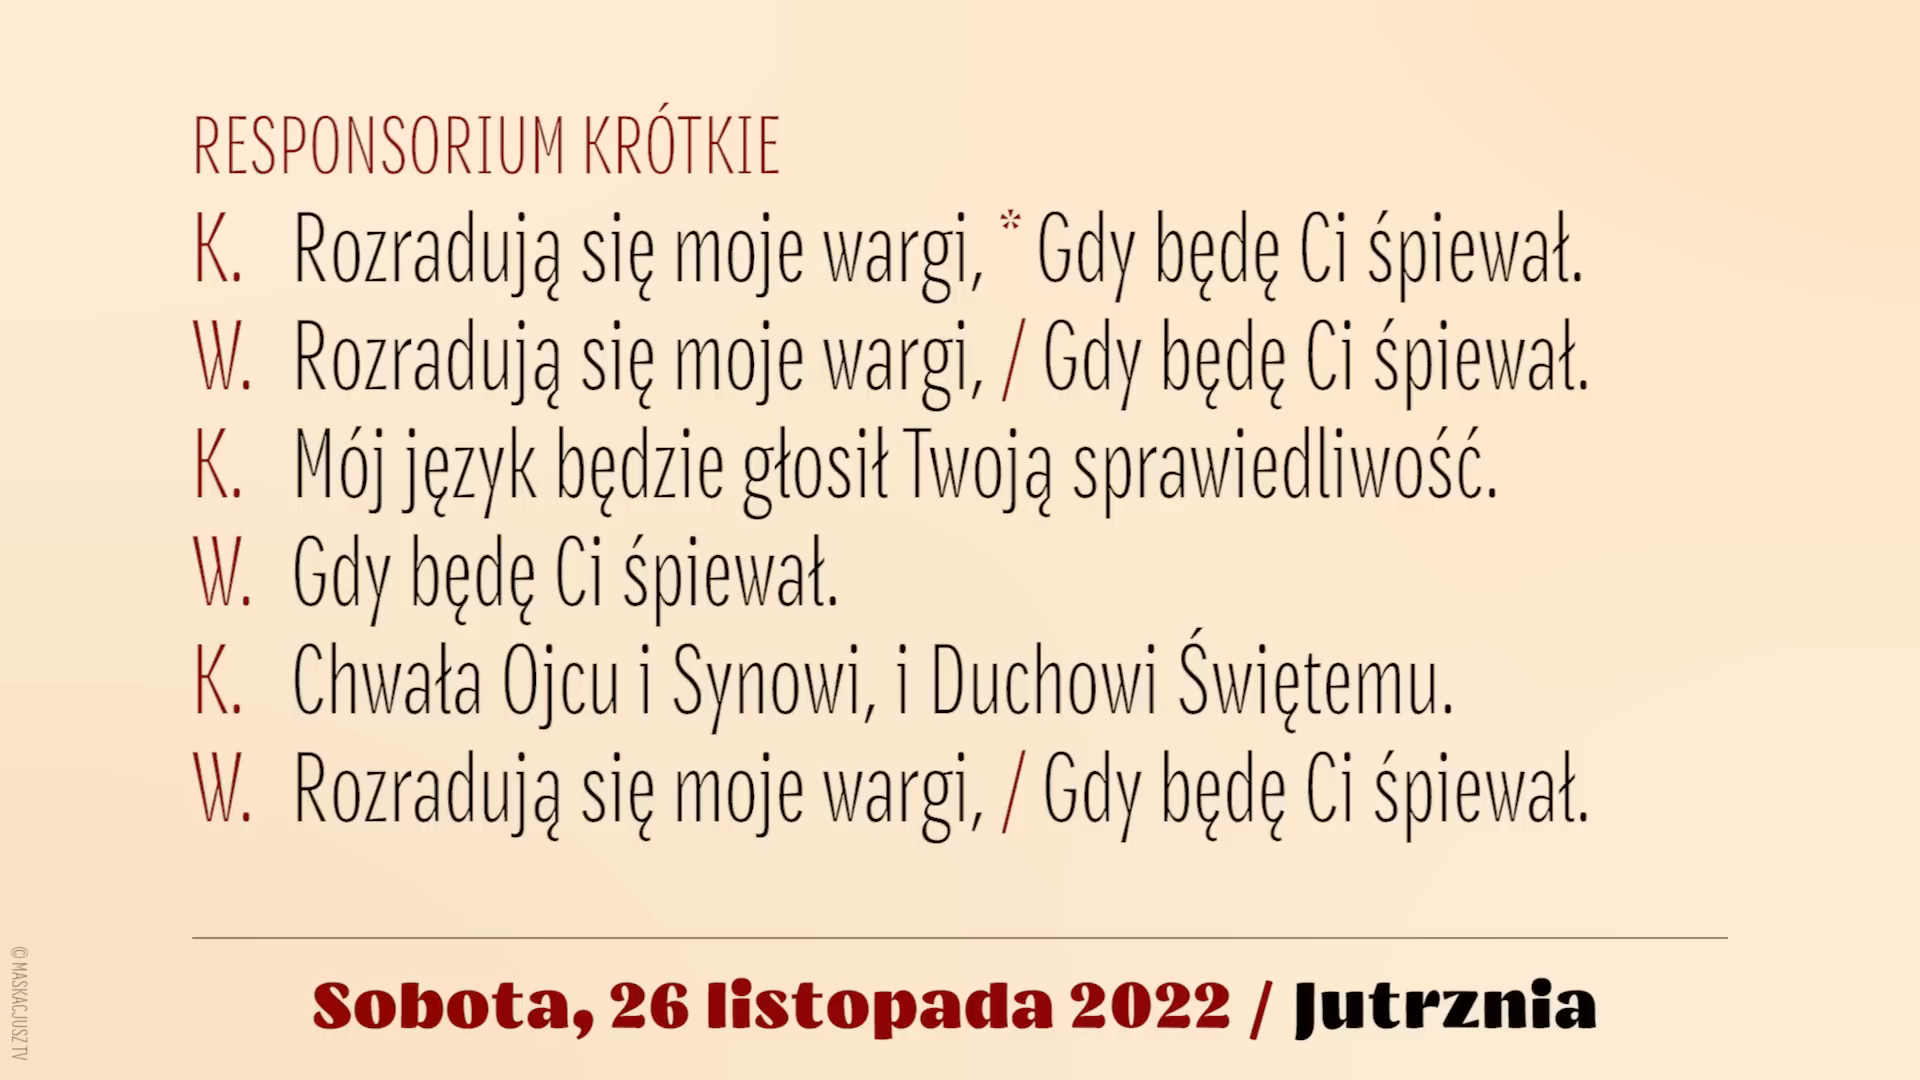 RESPONSORIUM KRÓTKIE
K. Rozradują się moje wargi, * Gdy będę Ci śpiewał.
W. Rozradują się moje wargi, / Gdy będę Ci śpiewał.
K. Mój język będzie głosił Twoją sprawiedliwość.
W. Gdy będę Ci śpiewał.
K. Chwała Ojcu i Synowi, i Duchowi Świętemu.
W. Rozradują się moje wargi, / Gdy będę Ci śpiewał.
Sobota, 26 listopada 2022 / Jutrznia
© MASKACJUSZ TV